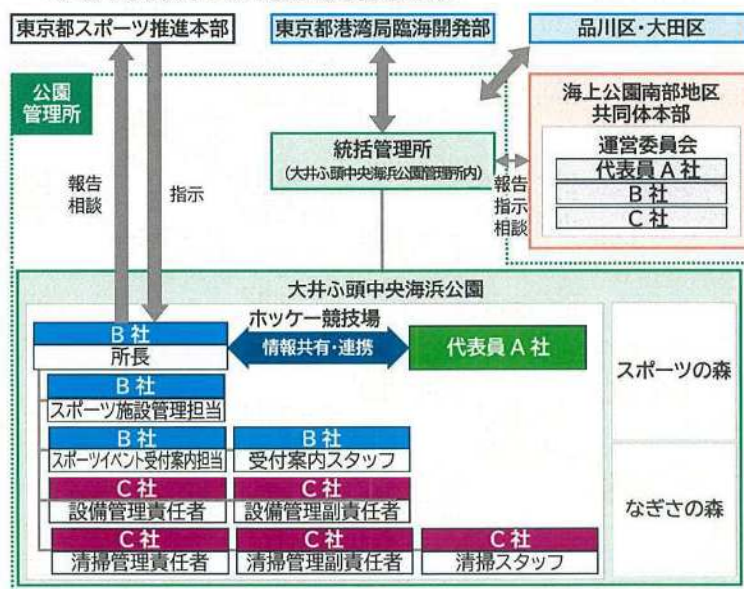 東京都スポーツ推進本部
東京都港湾局臨海開発部
品川区・大田区
公園
管理所
海上公園南部地区
共同体本部
運営委員会
代表員A社
B社
C社
統括管理所
(大井ふ頭中央海浜公園管理所内)
報告
相談
指示
報告
指示
相談
大井ふ頭中央海浜公園
ホッケー競技場
B社
所長
情報共有・連携
代表員A社
スポーツの森
B社
スポーツ施設管理担当
B社
スポーツイベント受付案内担当
B社
受付案内スタッフ
C社
設備管理責任者
C社
設備管理副責任者
なぎさの森
C社
清掃管理責任者
C社
清掃管理副責任者
C社
清掃スタッフ